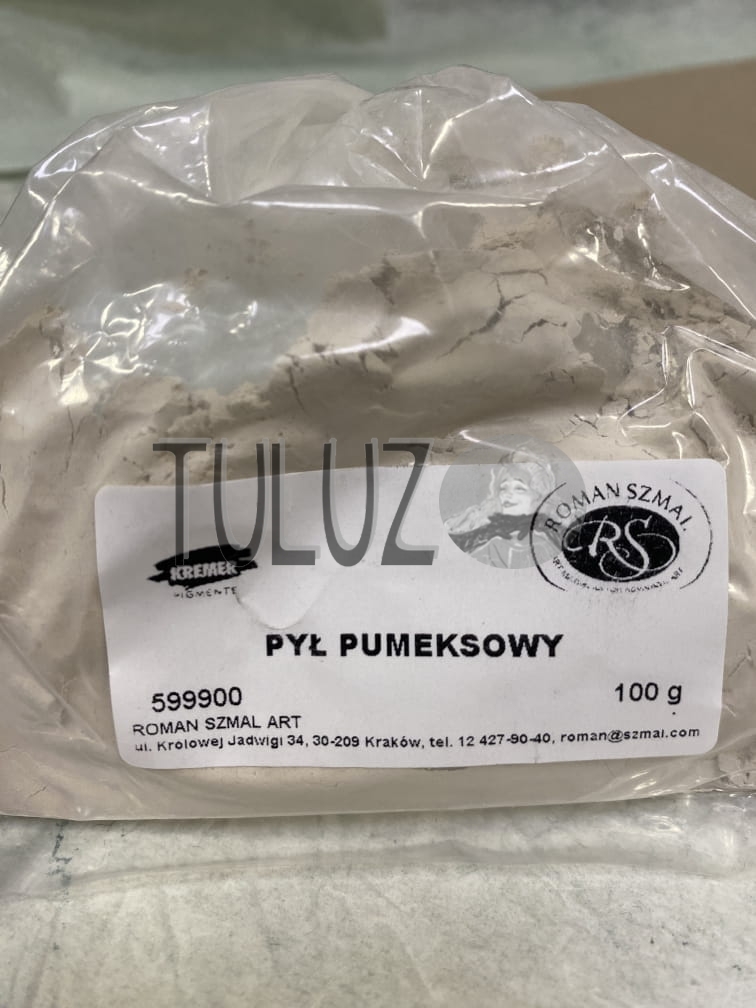 TULUZ
ROMAN SZMAL
RS
KREMER
PIGMENTE
PYŁ PUMEKSOWY
599900
100 g
ROMAN SZMAL ART
ul. Krolowej Jadwigi 34, 30-209 Kraków, tel. 12 427-90-40, roman@szmal.com